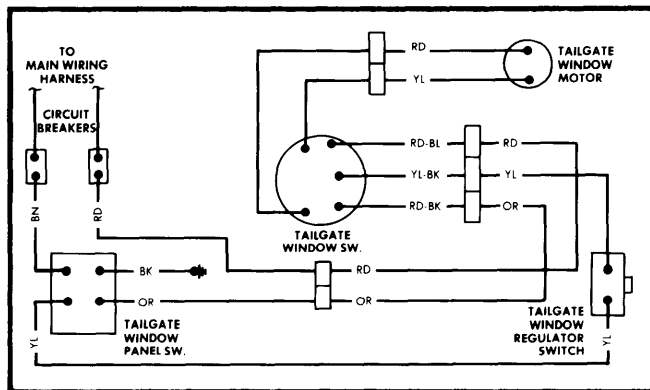 TO
MAIN WIRING
HARNESS
CIRCUIT
BREAKERS
BN
RD
RD
YL
TAILGATE
WINDOW
MOTOR
RD-BL
RD
YL-BK
YL
RD-BK
OR
TAILGATE
WINDOW SW.
BK
RD
OR
OR
YL
TAILGATE
WINDOW
PANEL SW.
TAILGATE
WINDOW
REGULATOR
SWITCH
YL